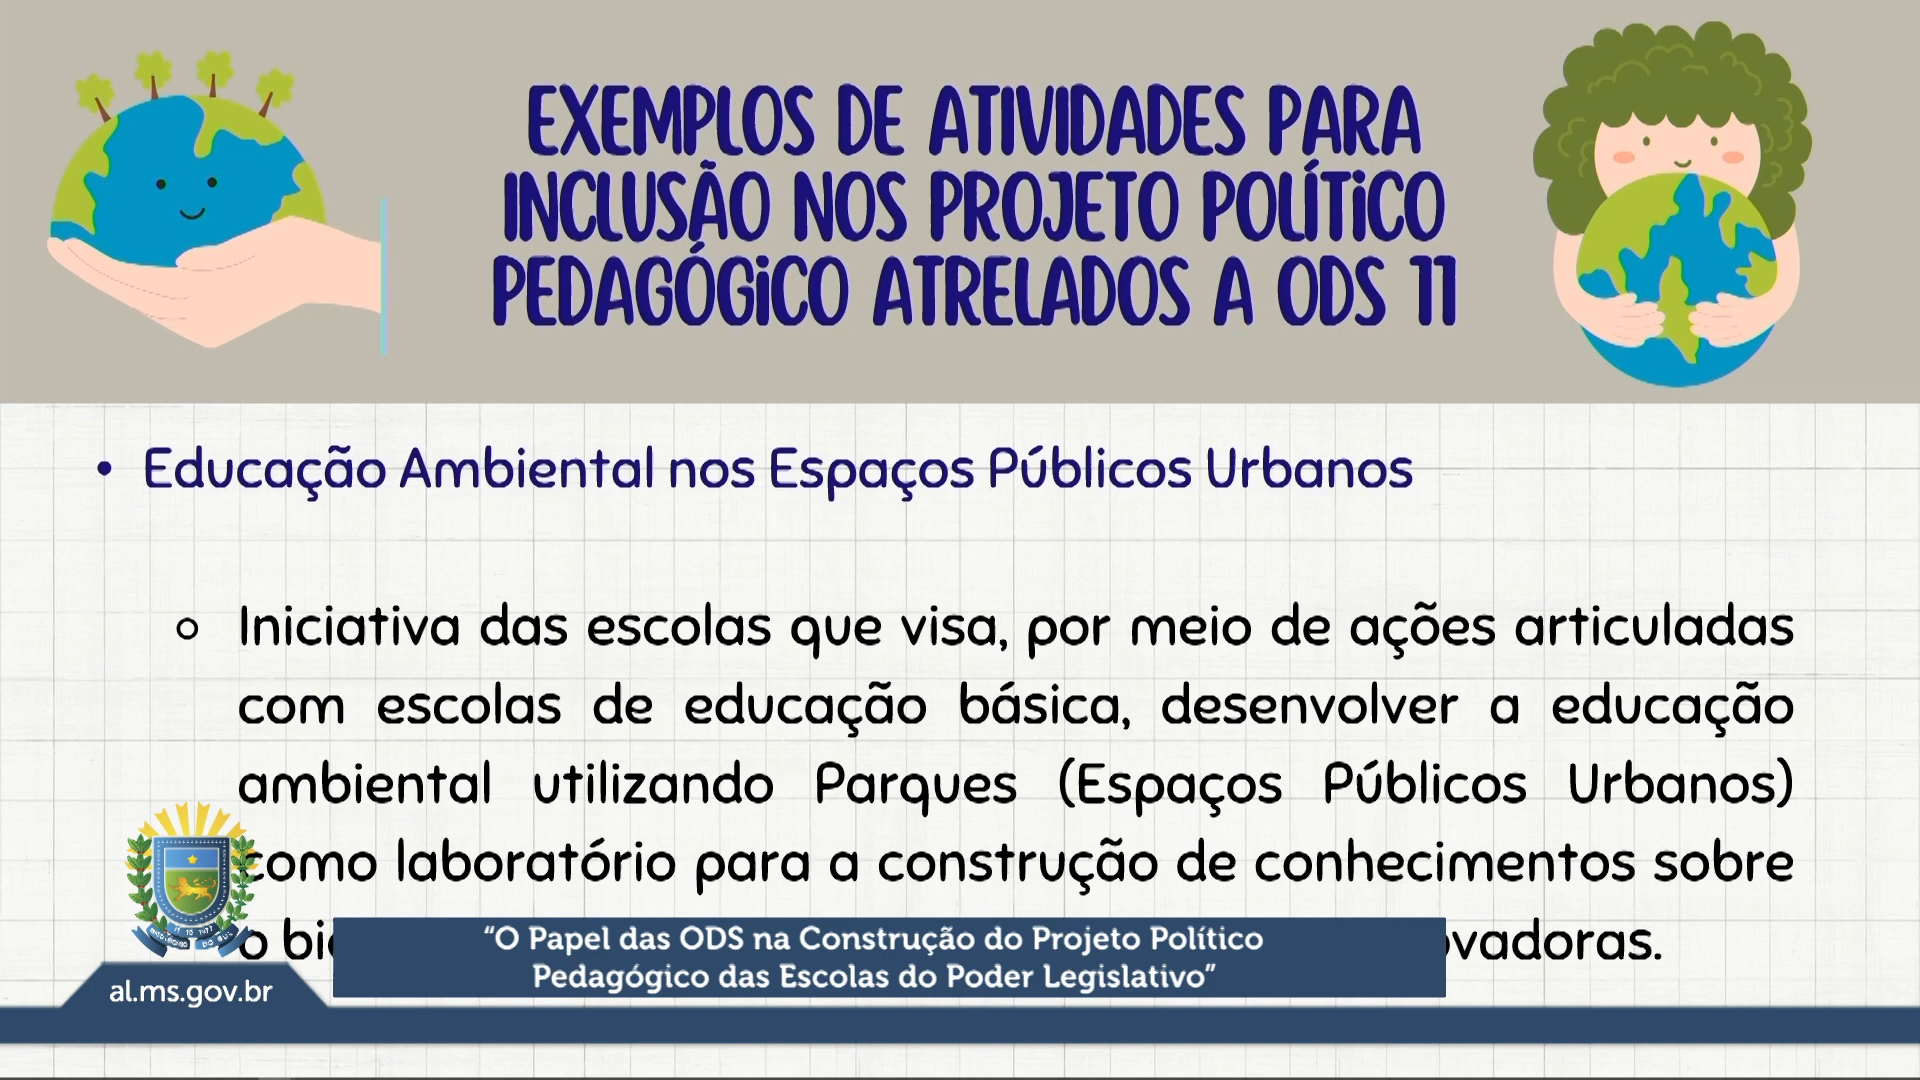 EXEMPLOS DE ATIVIDADES PARA
INCLUSÃO NOS PROJETO POLÍTiCO
PEDAGÓGiCO ATRELADOS A ODS 11
• Educação Ambiental nos Espaços Públicos Urbanos
Iniciativa das escolas que visa, por meio de ações articuladas
com escolas de educação básica, desenvolver a educação
ambiental utilizando Parques (Espaços Públicos Urbanos)
como laboratório para a construção de conhecimentos sobre
o
“O Papel das ODS na Construção do Projeto Político
Pedagógico das Escolas do Poder Legislativo”
al.ms.gov.br